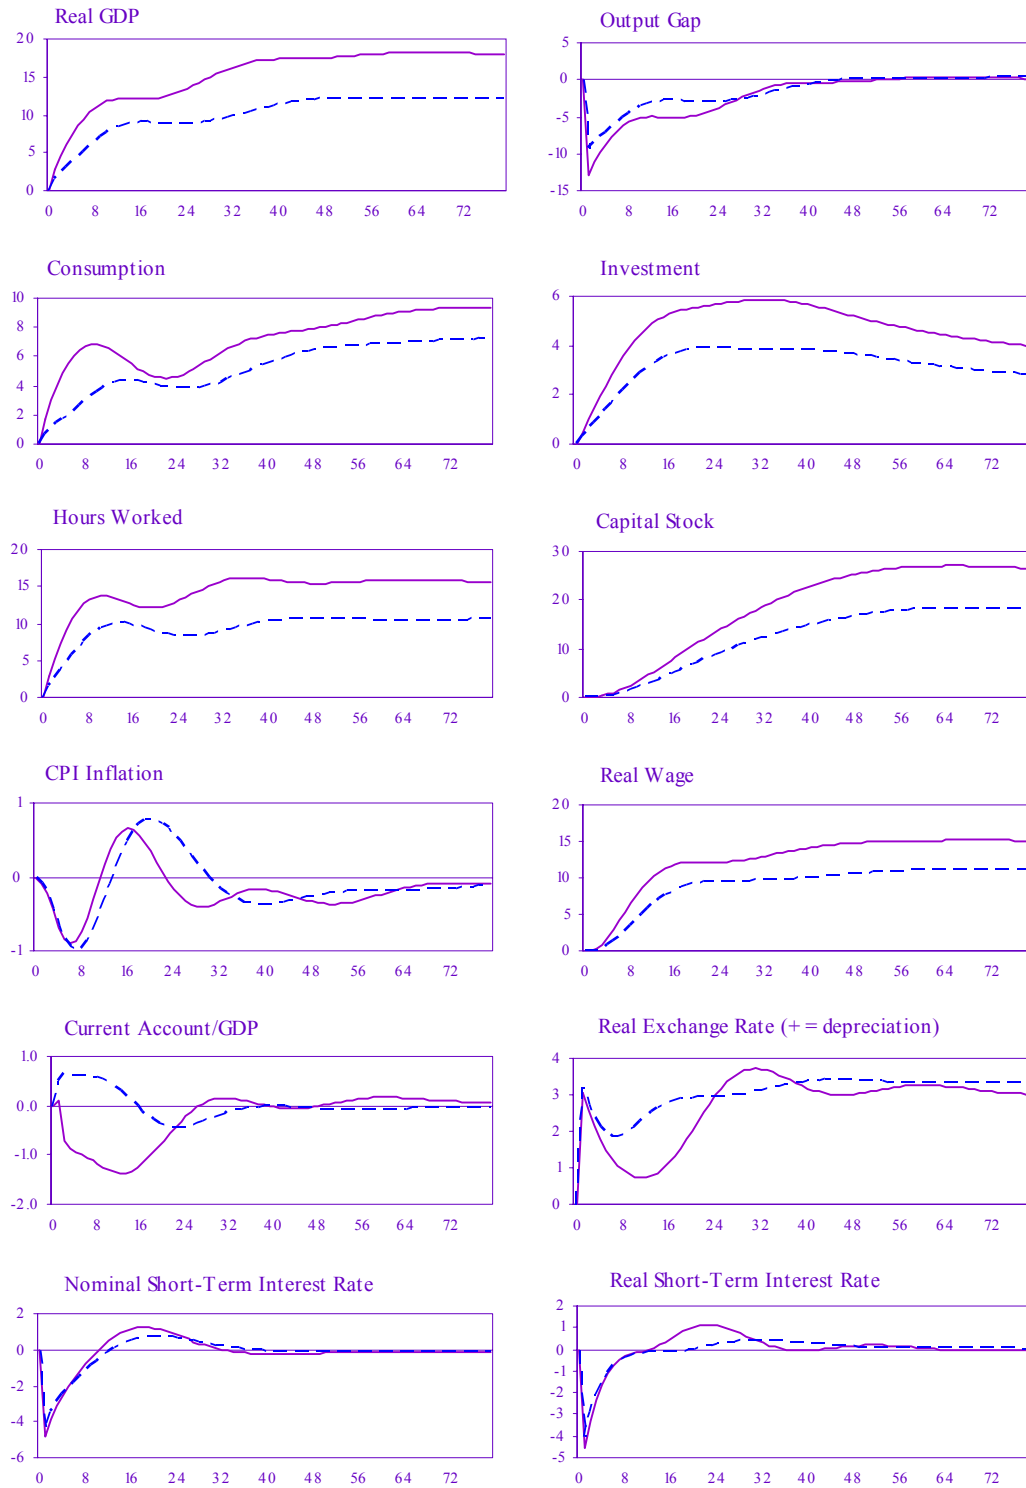 Real GDP
20
15
10
5
0
0 8 16 24 32 40 48 56 64 72
Output Gap
5
0
-5
-10
-15
0 8 16 24 32 40 48 56 64 72
Consumption
10
8
6
4
2
0
0 8 16 24 32 40 48 56 64 72
Investment
6
4
2
0
0 8 16 24 32 40 48 56 64 72
Hours Worked
20
15
10
5
0
0 8 16 24 32 40 48 56 64 72
Capital Stock
30
20
10
0
0 8 16 24 32 40 48 56 64 72
CPI Inflation
1
0
-1
0 8 16 24 32 40 48 56 64 72
Real Wage
20
15
10
5
0
0 8 16 24 32 40 48 56 64 72
Current Account/GDP
1.0
0.0
-1.0
-2.0
0 8 16 24 32 40 48 56 64 72
Real Exchange Rate (+ = depreciation)
4
3
2
1
0
0 8 16 24 32 40 48 56 64 72
Nominal Short-Term Interest Rate
2
0
-2
-4
-6
0 8 16 24 32 40 48 56 64 72
Real Short-Term Interest Rate
2
1
0
-1
-2
-3
-4
-5
0 8 16 24 32 40 48 56 64 72